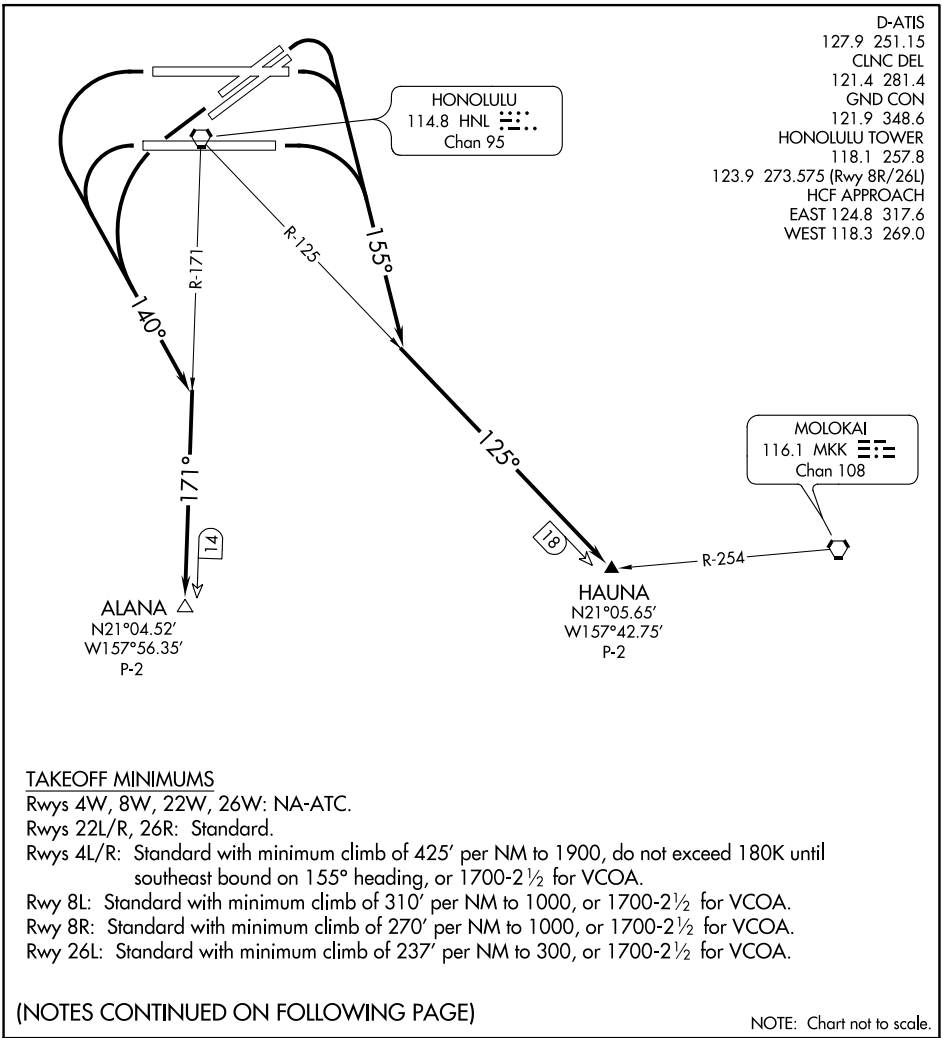 D-ATIS
127.9 251.15
CLNC DEL
121.4 281.4
GND CON
121.9 348.6
HONOLULU TOWER
118.1 257.8
123.9 273.575 (Rwy 8R/26L)
HCF APPROACH
EAST 124.8 317.6
WEST 118.3 269.0
HONOLULU
114.8 HNL
Chan 95
R-171
R-125
155°
140°
171°
14
125°
18
MOLOKAI
116.1 MKK
Chan 108
R-254
ALANA
N21°04.52'
W157°56.35'
P-2
HAUNA
N21°05.65'
W157°42.75'
P-2
TAKEOFF MINIMUMS
Rwys 4W, 8W, 22W, 26W: NA-ATC.
Rwys 22L/R, 26R: Standard.
Rwys 4L/R: Standard with minimum climb of 425' per NM to 1900, do not exceed 180K until
southeast bound on 155° heading, or 1700-2½ for VCOA.
Rwy 8L: Standard with minimum climb of 310' per NM to 1000, or 1700-2½ for VCOA.
Rwy 8R: Standard with minimum climb of 270' per NM to 1000, or 1700-2½ for VCOA.
Rwy 26L: Standard with minimum climb of 237' per NM to 300, or 1700-2½ for VCOA.
(NOTES CONTINUED ON FOLLOWING PAGE)
NOTE: Chart not to scale.